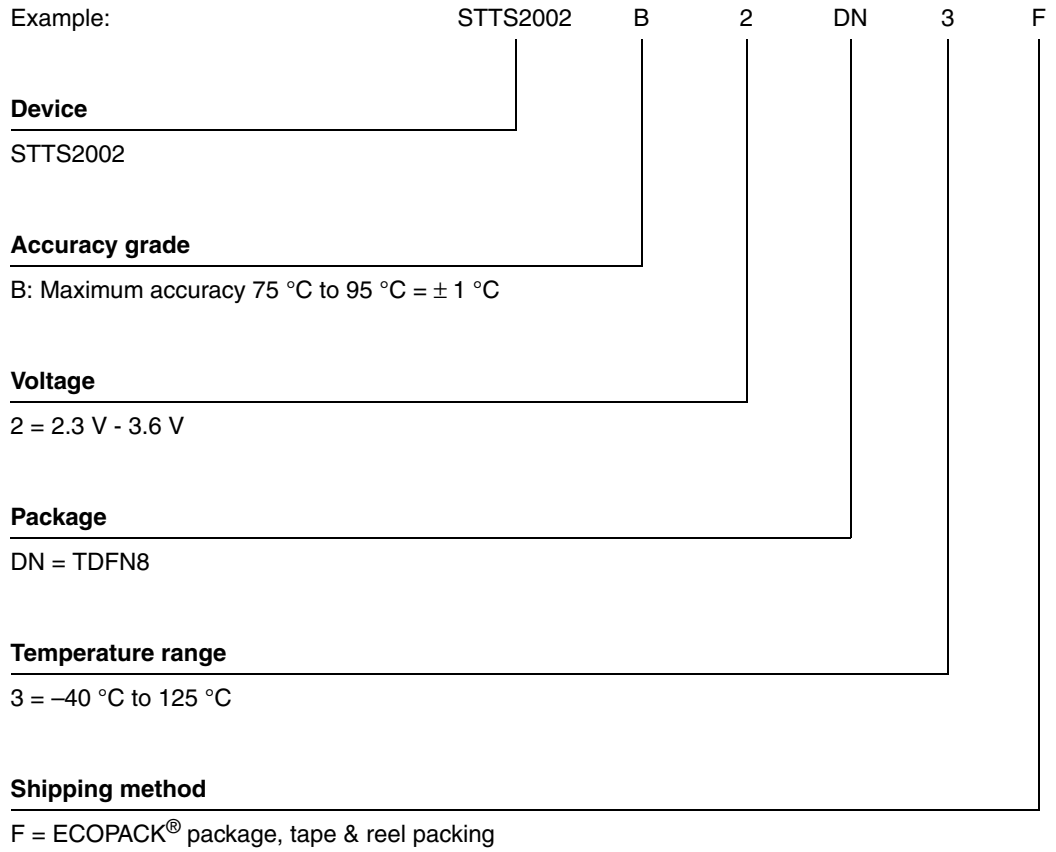 Example: STTS2002 B 2 DN 3 F
Device
STTS2002
Accuracy grade
B: Maximum accuracy 75 °C to 95 °C = ± 1 °C
Voltage
2 = 2.3 V - 3.6 V
Package
DN = TDFN8
Temperature range
3 = –40 °C to 125 °C
Shipping method
F = ECOPACK® package, tape & reel packing